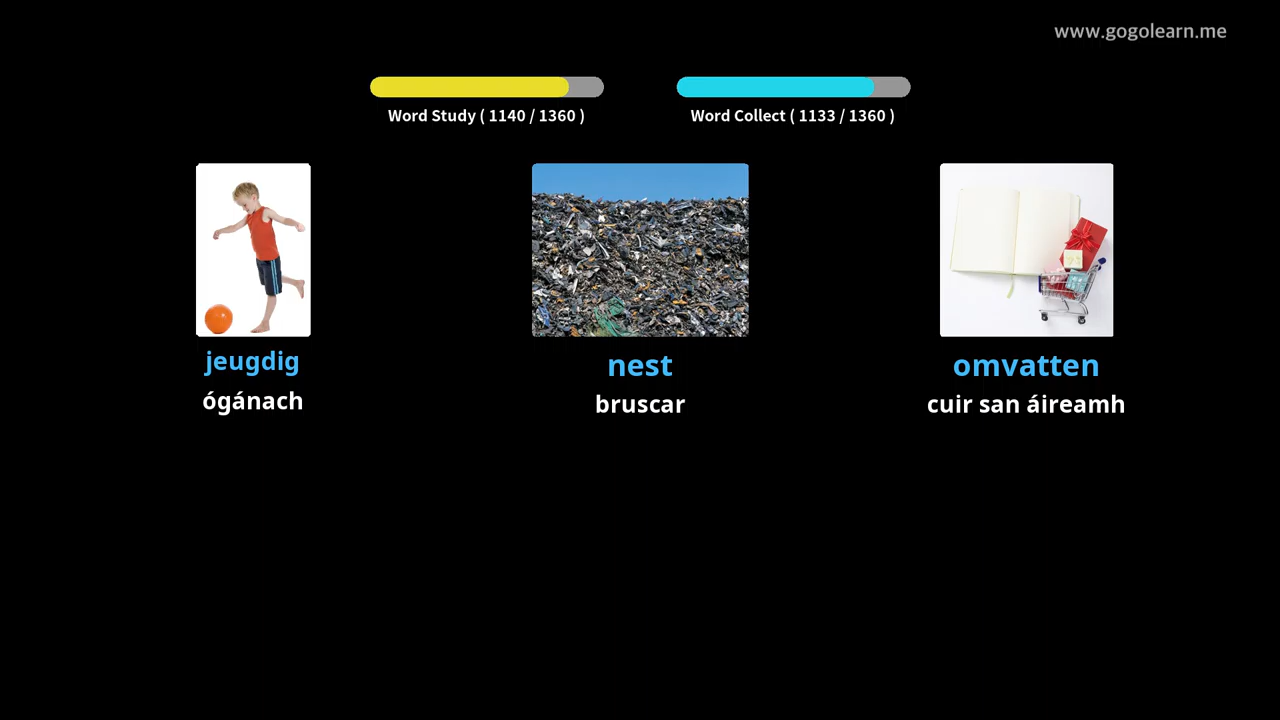 www.gogolearn.me
Word Study ( 1140 / 1360 )
Word Collect ( 1133 / 1360 )
jeugdig
ógánach
nest
bruscar
omvatten
cuir san áireamh